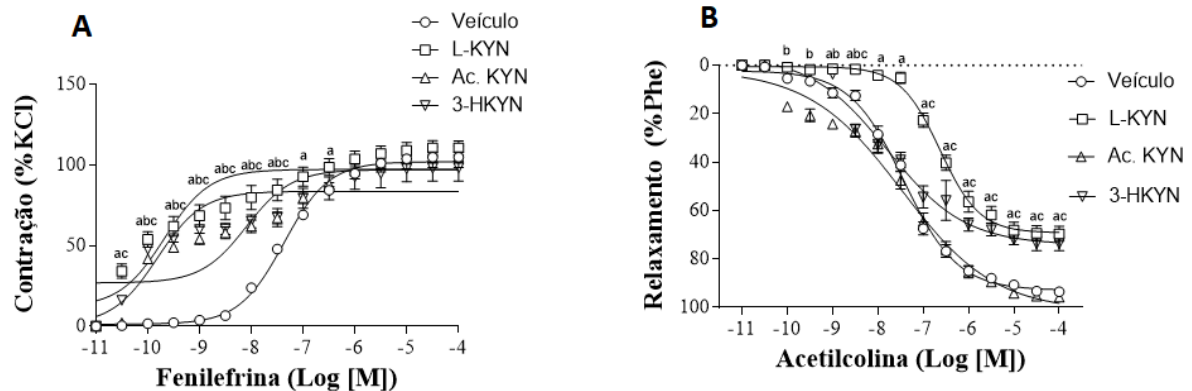 A
Veículo
L-KYN
Ac. KYN
3-HKYN
Contração (%KCl)
150
100
50
0
ac
abc
abc
abc
abc
abc
abc
a
a
-11
-10
-9
-8
-7
-6
-5
-4
Fenilefrina (Log [M])
B
Veículo
L-KYN
Ac. KYN
3-HKYN
Relaxamento (%Phe)
0
20
40
60
80
100
b
b
ab
abc
a
a
ac
ac
ac
ac
ac
ac
ac
-11
-10
-9
-8
-7
-6
-5
-4
Acetilcolina (Log [M])